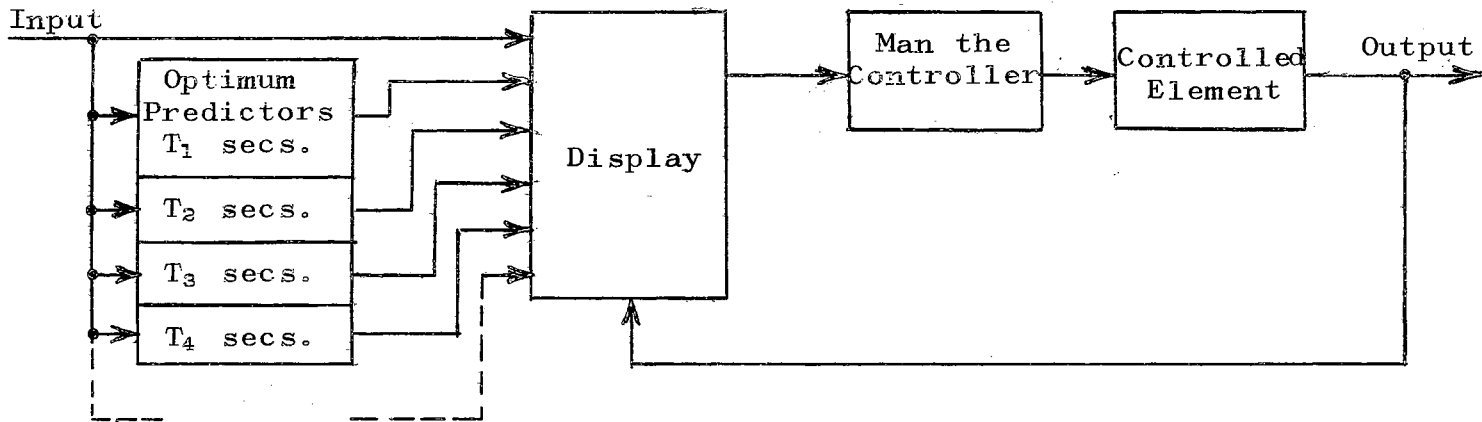 Input
Optimum
Predictors
T₁ secs.
T₂ secs.
T₃ secs.
T₄ secs.
Display
Man the
Controller
Controlled
Element
Output